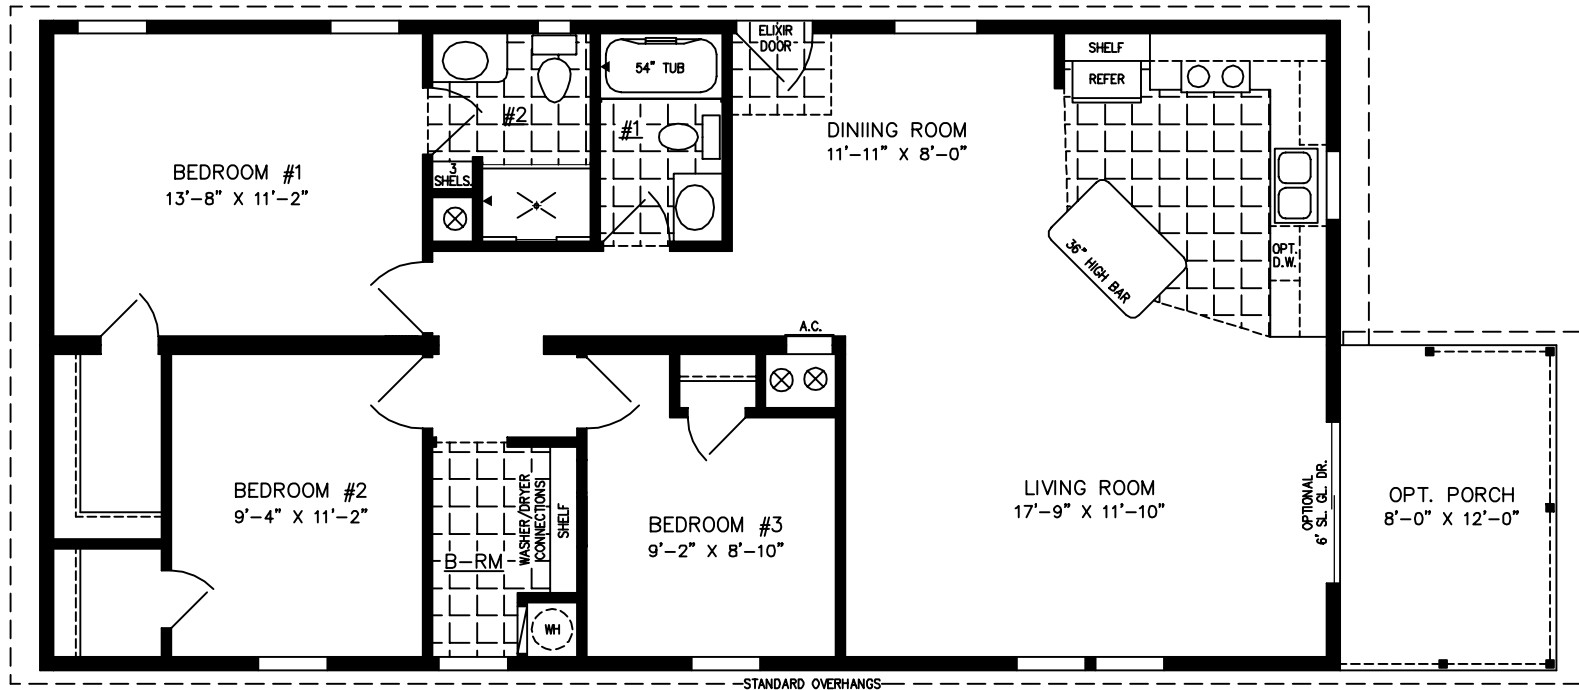 ELIXIR
DOOR
54" TUB
SHELF
REFER
#2
#1
DINIING ROOM
11'-11" X 8'-0"
BEDROOM #1
13'-8" X 11'-2"
3
SHELS.
36" HIGH BAR
OPT.
D.W.
A.C.
BEDROOM #2
9'-4" X 11'-2"
B-RM
WASHER/DRYER
(CONNECTIONS)
SHELF
WH
BEDROOM #3
9'-2" X 8'-10"
LIVING ROOM
17'-9" X 11'-10"
OPTIONAL
6' SL. GL. DR.
OPT. PORCH
8'-0" X 12'-0"
STANDARD OVERHANGS